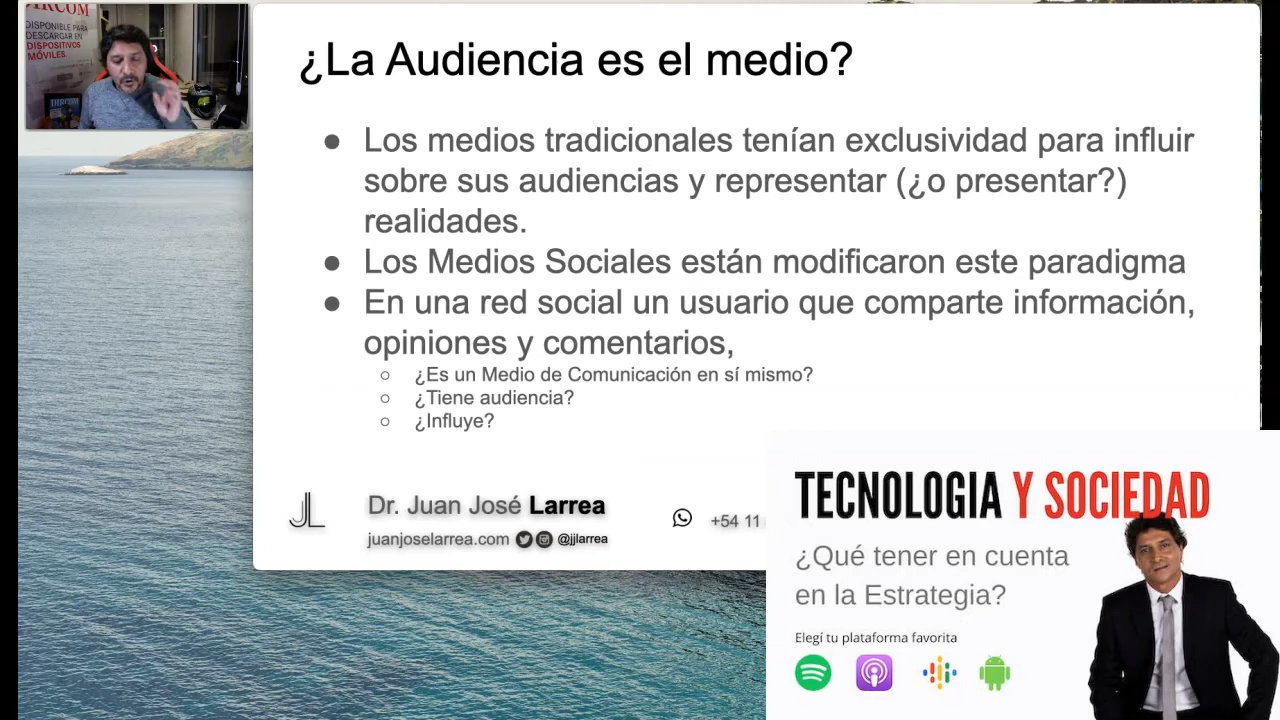 DIRCOM
DISPONIBLE PARA
DESCARGAR EN
DISPOSITIVOS
MÓVILES.
DIRCOM
¿La Audiencia es el medio?
● Los medios tradicionales tenían exclusividad para influir
sobre sus audiencias y representar (¿o presentar?)
realidades.
● Los Medios Sociales están modificaron este paradigma
● En una red social un usuario que comparte información,
opiniones y comentarios,
○ ¿Es un Medio de Comunicación en sí mismo?
○ ¿Tiene audiencia?
○ ¿Influye?
JL
Dr. Juan José Larrea
juanjoselarrea.com @jjlarrea
+54 11
TECNOLOGIA Y SOCIEDAD
¿Qué tener en cuenta
en la Estrategia?
Elegí tu plataforma favorita